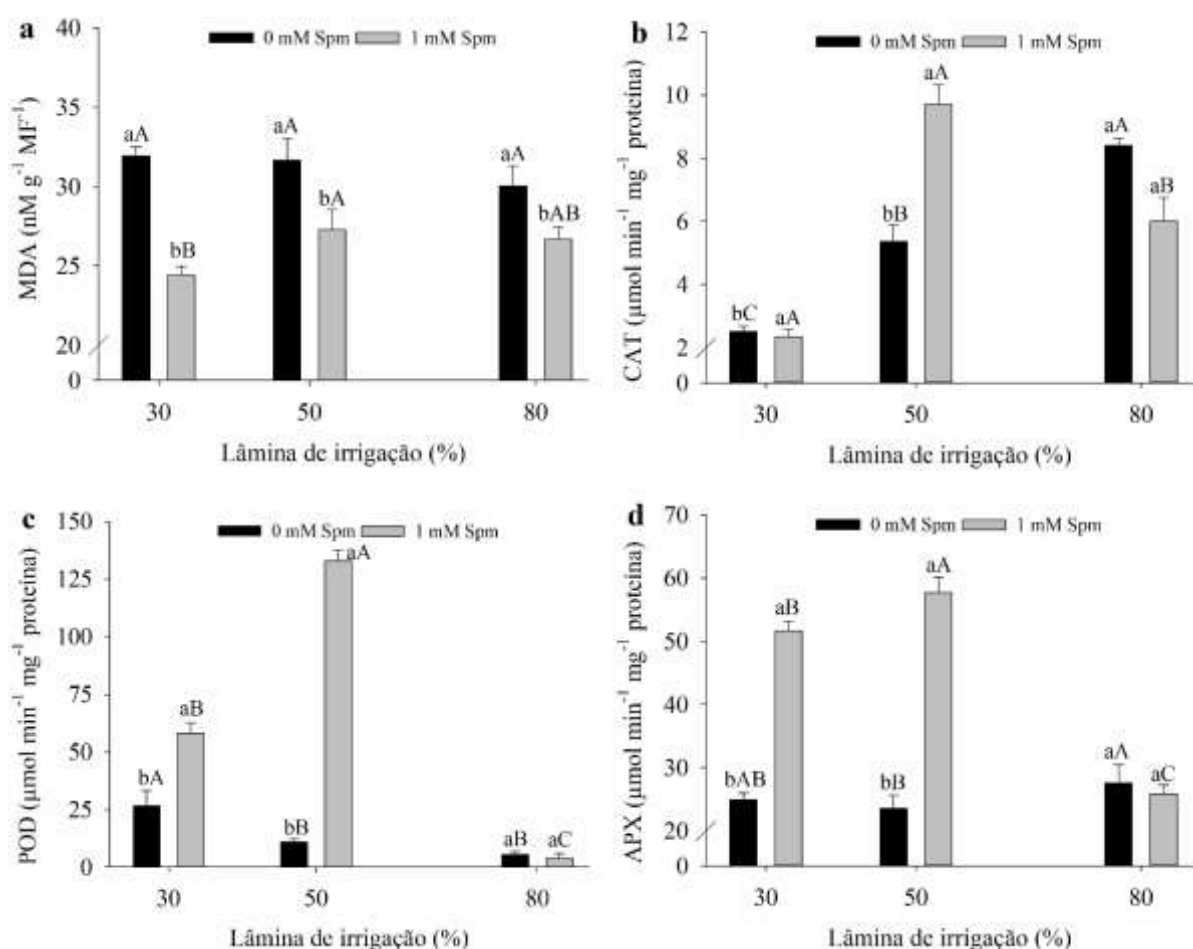 a
0 mM Spm 1 mM Spm
MDA (nM g⁻¹ MF⁻¹)
40
35
30
25
20
0
aA
bB
aA
bA
aA
bAB
30 50 80
Lâmina de irrigação (%)
b
0 mM Spm 1 mM Spm
CAT (µmol min⁻¹ mg⁻¹ proteina)
12
10
8
6
4
2
0
bC
aA
bB
aA
aA
aB
30 50 80
Lâmina de irrigação (%)
c
0 mM Spm 1 mM Spm
POD (µmol min⁻¹ mg⁻¹ proteina)
150
125
100
75
50
25
0
bA
aB
bB
aA
aB
aC
30 50 80
Lâmina de irrigação (%)
d
0 mM Spm 1 mM Spm
APX (µmol min⁻¹ mg⁻¹ proteina)
70
60
50
40
30
20
0
bAB
aB
bB
aA
aA
aC
30 50 80
Lâmina de irrigação (%)